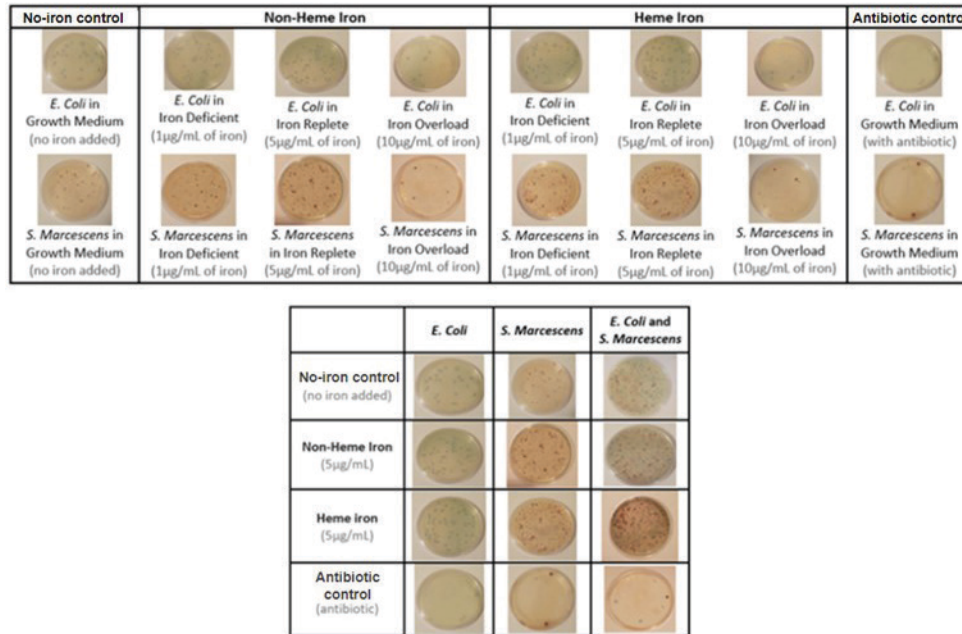 No-iron control Non-Heme Iron Heme Iron Antibiotic control
E. Coli in
Growth Medium
(no iron added)
E. Coli in
Iron Deficient
(1µg/mL of iron)
E. Coli in
Iron Replete
(5µg/mL of iron)
E. Coli in
Iron Overload
(10µg/mL of iron)
E. Coli in
Iron Deficient
(1µg/mL of iron)
E. Coli in
Iron Replete
(5µg/mL of iron)
E. Coli in
Iron Overload
(10µg/mL of iron)
E. Coli in
Growth Medium
(with antibiotic)
S. Marcescens in
Growth Medium
(no iron added)
S. Marcescens in
Iron Deficient
(1µg/mL of iron)
S. Marcescens
in Iron Replete
(5µg/mL of iron)
S. Marcescens in
Iron Overload
(10µg/mL of iron)
S. Marcescens in
Iron Deficient
(1µg/mL of iron)
S. Marcescens in
Iron Replete
(5µg/mL of iron)
S. Marcescens in
Iron Overload
(10µg/mL of iron)
S. Marcescens in
Growth Medium
(with antibiotic)
E. Coli
S. Marcescens
E. Coli and
S. Marcescens
No-iron control
(no iron added)
Non-Heme Iron
(5µg/mL)
Heme iron
(5µg/mL)
Antibiotic
control
(antibiotic)